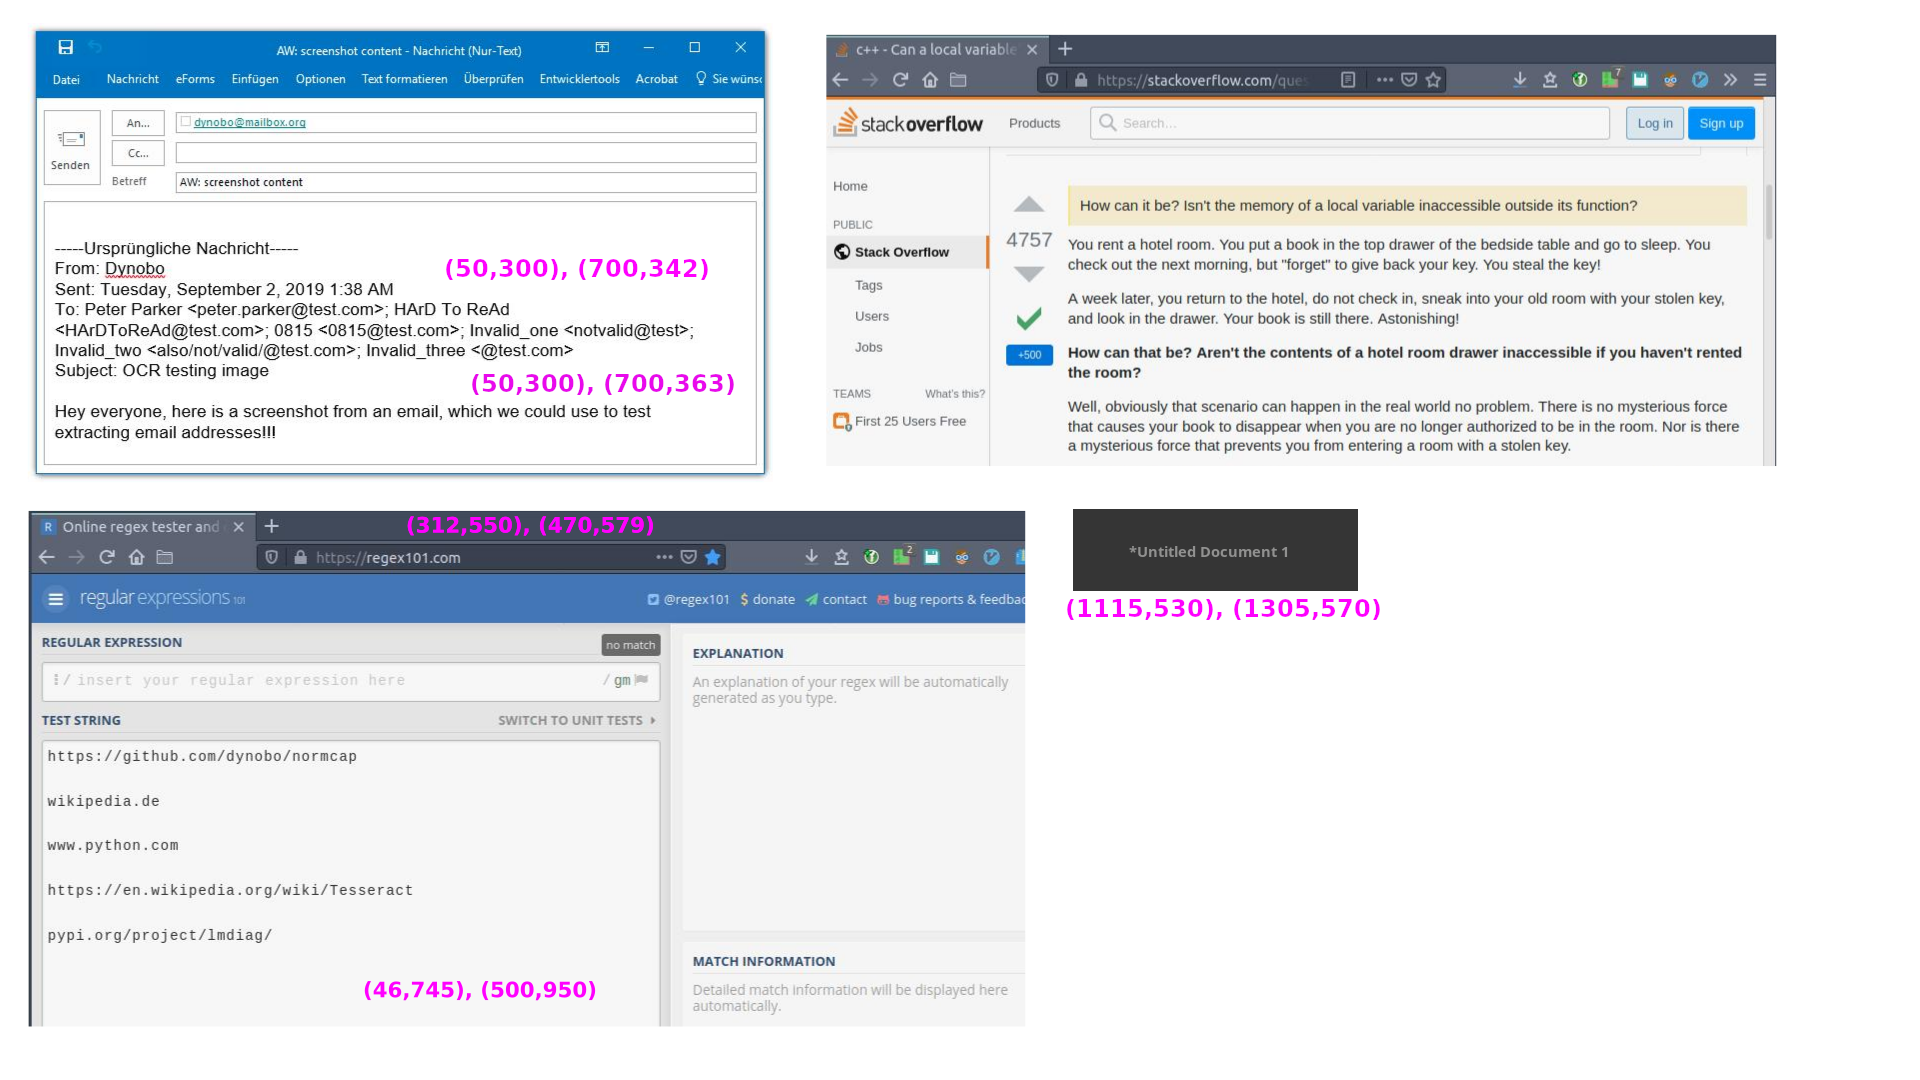 AW: screenshot content - Nachricht (Nur-Text)
Datei Nachricht eForms Einfügen Optionen Text formatieren Überprüfen Entwicklertools Acrobat Sie wünsc
An... dynobo@mailbox.org
Cc...
Senden
Betreff AW: screenshot content
-----Ursprüngliche Nachricht-----
From: Dynobo
(50,300), (700,342)
Sent: Tuesday, September 2, 2019 1:38 AM
To: Peter Parker <peter.parker@test.com>; HArD To ReAd
<HArDToReAd@test.com>; 0815 <0815@test.com>; Invalid_one <notvalid@test>;
Invalid_two <also/not/valid/@test.com>; Invalid_three <@test.com>
Subject: OCR testing image
(50,300), (700,363)
Hey everyone, here is a screenshot from an email, which we could use to test
extracting email addresses!!!
c++ - Can a local variable
https://stackoverflow.com/ques
7
stackoverflow Products Search... Log in Sign up
Home
PUBLIC
Stack Overflow
Tags
Users
Jobs
TEAMS What's this?
First 25 Users Free
4757
+500
How can it be? Isn't the memory of a local variable inaccessible outside its function?
You rent a hotel room. You put a book in the top drawer of the bedside table and go to sleep. You
check out the next morning, but "forget" to give back your key. You steal the key!
A week later, you return to the hotel, do not check in, sneak into your old room with your stolen key,
and look in the drawer. Your book is still there. Astonishing!
How can that be? Aren't the contents of a hotel room drawer inaccessible if you haven't rented
the room?
Well, obviously that scenario can happen in the real world no problem. There is no mysterious force
that causes your book to disappear when you are no longer authorized to be in the room. Nor is there
a mysterious force that prevents you from entering a room with a stolen key.
R Online regex tester and
(312,550), (470,579)
https://regex101.com
2
regularexpressions 101 @regex101 $ donate contact bug reports & feedbac
REGULAR EXPRESSION no match
/ insert your regular expression here / gm
TEST STRING SWITCH TO UNIT TESTS
https://github.com/dynobo/normcap
wikipedia.de
www.python.com
https://en.wikipedia.org/wiki/Tesseract
pypi.org/project/lmdiag/
(46,745), (500,950)
EXPLANATION
An explanation of your regex will be automatically
generated as you type.
MATCH INFORMATION
Detailed match information will be displayed here
automatically.
*Untitled Document 1
(1115,530), (1305,570)